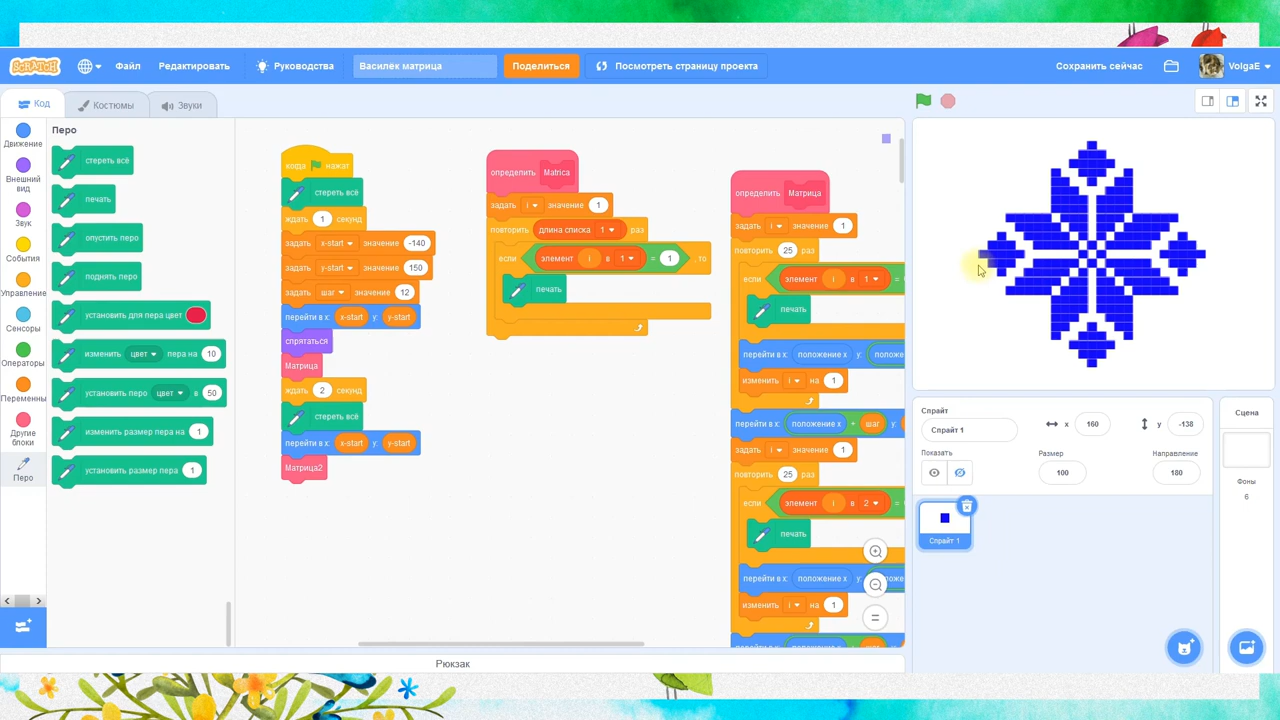 SCRATCH
Файл
Редактировать
Руководства
Василёк матрица
Поделиться
Посмотреть страницу проекта
Сохранить сейчас
VolgaE
Код
Костюмы
Звуки
Движение
Внешний вид
Звук
События
Управление
Сенсоры
Операторы
Переменны
Другие блоки
Перо
Перо
стереть всё
печать
опустить перо
поднять перо
установить для пера цвет
изменить цвет пера на 10
установить перо цвет в 50
изменить размер пера на 1
установить размер пера 1
когда нажат
стереть всё
ждать 1 секунд
задать x-start значение -140
задать y-start значение 150
задать шаг значение 12
перейти в x: x-start y: y-start
спрятаться
Матрица
ждать 2 секунд
стереть всё
перейти в x: x-start y: y-start
Матрица2
определить Matrica
задать i значение 1
повторить длина списка 1 раз
если элемент i в 1 = 1 , то
печать
определить Матрица
задать i значение 1
повторить 25 раз
если элемент i в 1 =
печать
перейти в x: положение x y: положе
изменить i на 1
перейти в x: положение x + шаг y:
задать i значение 1
повторить 25 раз
если элемент i в 2 =
печать
перейти в x: положение x y:
изменить i на 1
Рюкзак
Спрайт
Спрайт 1
x 160
y -138
Показать
Размер
100
Направление
180
Спрайт 1
Сцена
Фоны
6